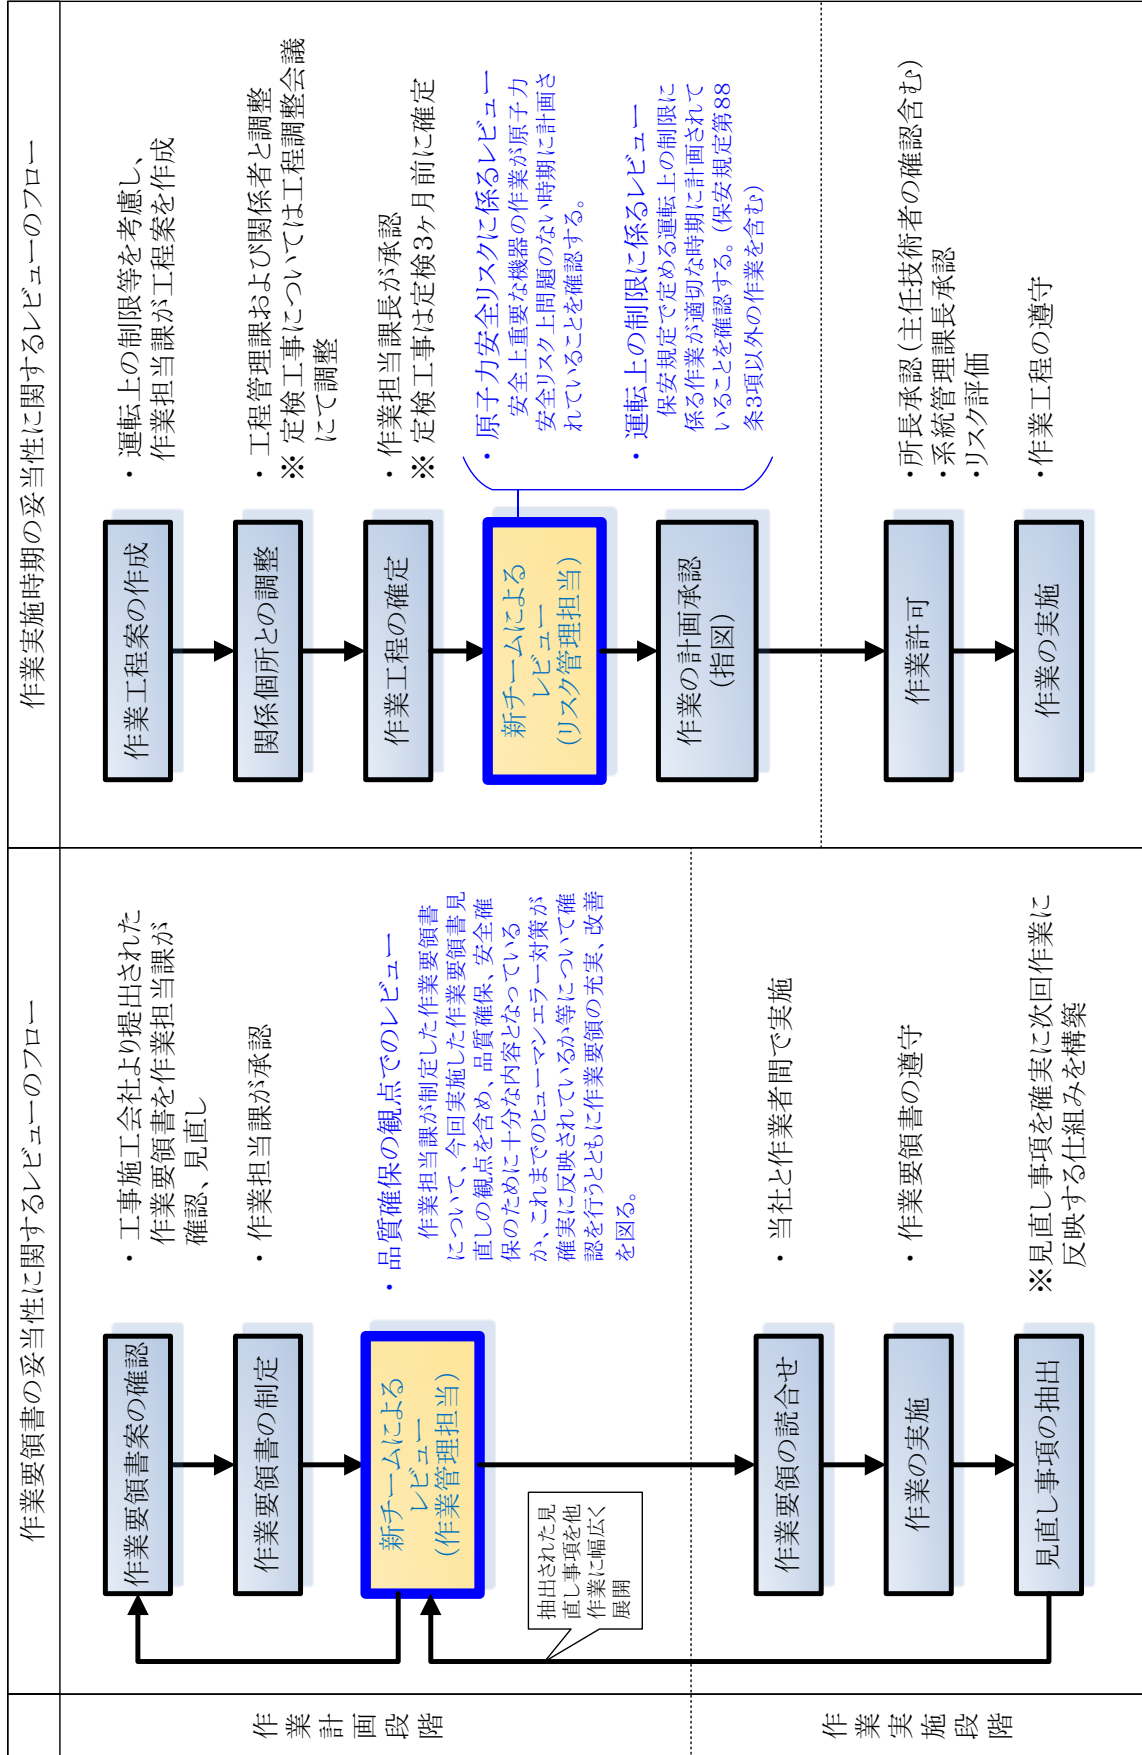 作業要領書の妥当性に関するレビューのフロー
作業実施時期の妥当性に関するレビューのフロー
作業計画段階
作業要領書案の確認
・ 工事施工会社より提出された
作業要領書を作業担当課が
確認、見直し
作業要領書の制定
・ 作業担当課が承認
新チームによる
レビュー
(作業管理担当)
・ 品質確保の観点でのレビュー
作業担当課が制定した作業要領書
について、今回実施した作業要領書見
直しの観点を含め、品質確保、安全確
保のために十分な内容となっている
か、これまでのヒューマンエラー対策が
確実に反映されているか等について確
認を行うとともに作業要領の充実、改善
を図る。
抽出された見
直し事項を他
作業に幅広く
展開
作業実施段階
作業要領の読合せ
・ 当社と作業者間で実施
作業の実施
・ 作業要領書の遵守
見直し事項の抽出
※見直し事項を確実に次回作業に
反映する仕組みを構築
作業工程案の作成
・ 運転上の制限等を考慮し、
作業担当課が工程案を作成
関係個所との調整
・ 工程管理課および関係者と調整
※ 定検工事については工程調整会議
にて調整
作業工程の確定
・ 作業担当課長が承認
※ 定検工事は定検3ヶ月前に確定
新チームによる
レビュー
(リスク管理担当)
・ 原子力安全リスクに係るレビュー
安全上重要な機器の作業が原子力
安全リスク上問題のない時期に計画さ
れていることを確認する。
・ 運転上の制限に係るレビュー
保安規定で定める運転上の制限に
係る作業が適切な時期に計画されて
いることを確認する。(保安規定第88
条3項以外の作業を含む)
作業の計画承認
(指図)
作業許可
・所長承認(主任技術者の確認含む)
・系統管理課長承認
・リスク評価
作業の実施
・作業工程の遵守